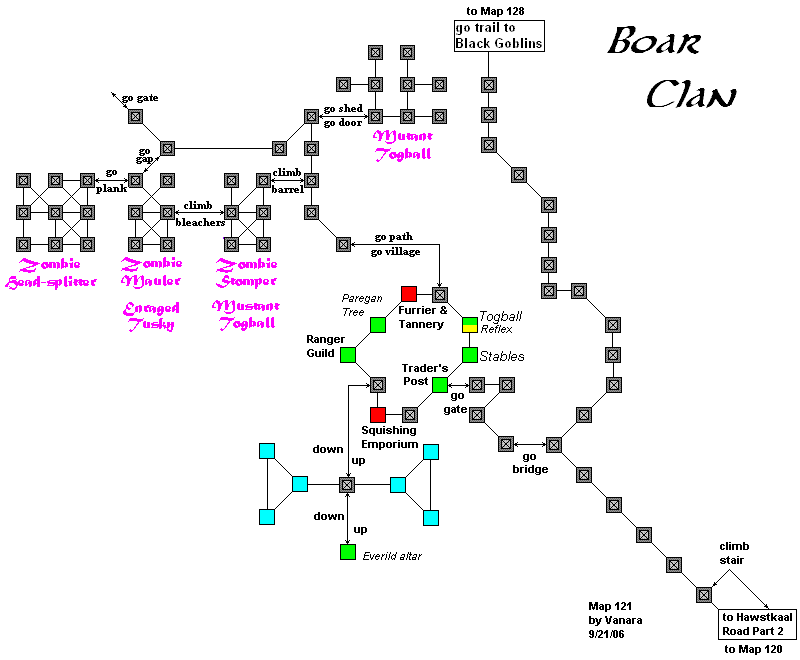 to Map 128
go trail to
Black Goblins
Boar
Clan
go gate
go shed
go door
Mutant
Togball
go
gap
go
plank
climb
barrel
climb
bleachers
Zombie
Head-splitter
Zombie
Mauler
Enraged
Tusky
Zombie
Stomper
Mustant
Togball
go path
go village
Paregan
Tree
Furrier &
Tannery
Togball
Reflex
Ranger
Guild
Stables
Trader's
Post
go
gate
Squishing
Emporium
go
bridge
down
up
down
up
Everild altar
climb
stair
Map 121
by Vanara
9/21/06
to Hawstkaal
Road Part 2
to Map 120